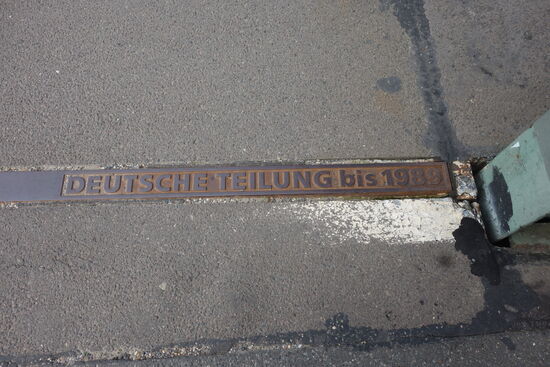 DEUTSCHE TEILUNG bis 1989